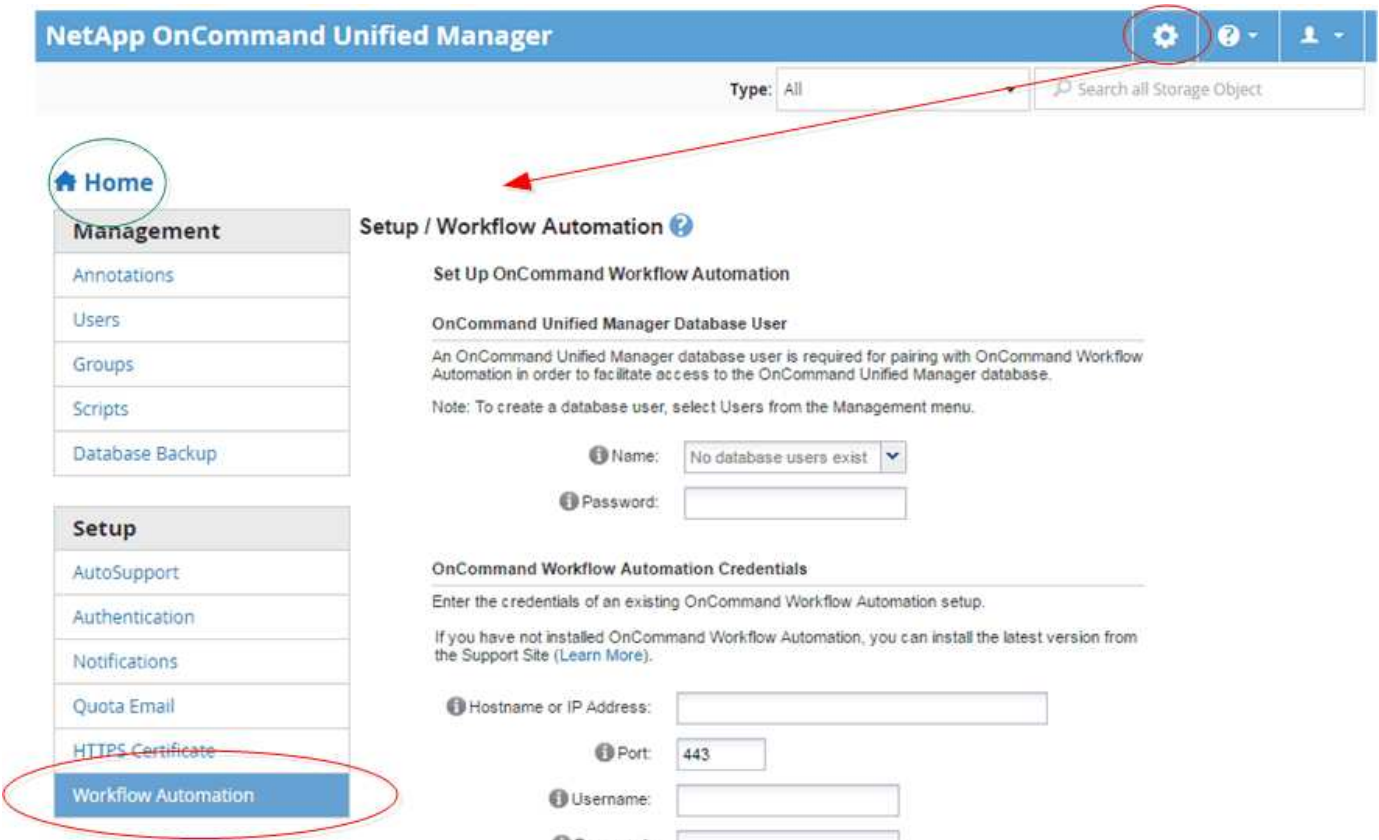 NetApp OnCommand Unified Manager
Type: All
Search all Storage Object
Home
Management
Annotations
Users
Groups
Scripts
Database Backup
Setup
AutoSupport
Authentication
Notifications
Quota Email
HTTPS Certificate
Workflow Automation
Setup / Workflow Automation
Set Up OnCommand Workflow Automation
OnCommand Unified Manager Database User
An OnCommand Unified Manager database user is required for pairing with OnCommand Workflow
Automation in order to facilitate access to the OnCommand Unified Manager database.
Note: To create a database user, select Users from the Management menu.
Name: No database users exist
Password:
OnCommand Workflow Automation Credentials
Enter the credentials of an existing OnCommand Workflow Automation setup.
If you have not installed OnCommand Workflow Automation, you can install the latest version from
the Support Site (Learn More).
Hostname or IP Address:
Port: 443
Username: